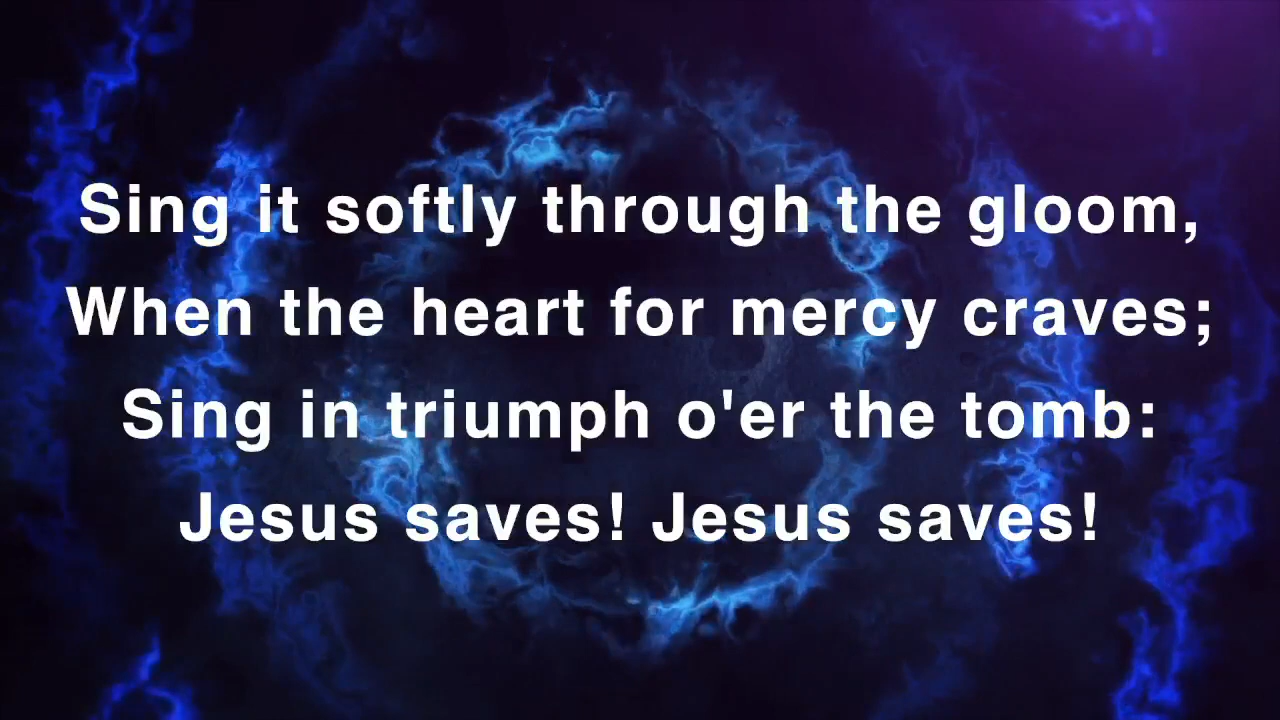 Sing it softly through the gloom,
When the heart for mercy craves;
Sing in triumph o'er the tomb:
Jesus saves! Jesus saves!